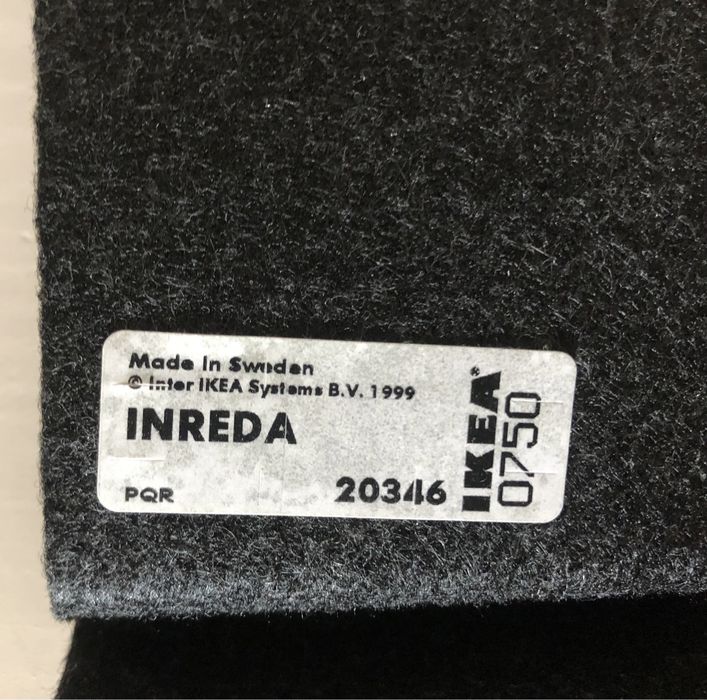 Made In Sweden
© Inter IKEA Systems B.V. 1999
INREDA
PQR
20346
IKEA®
0750